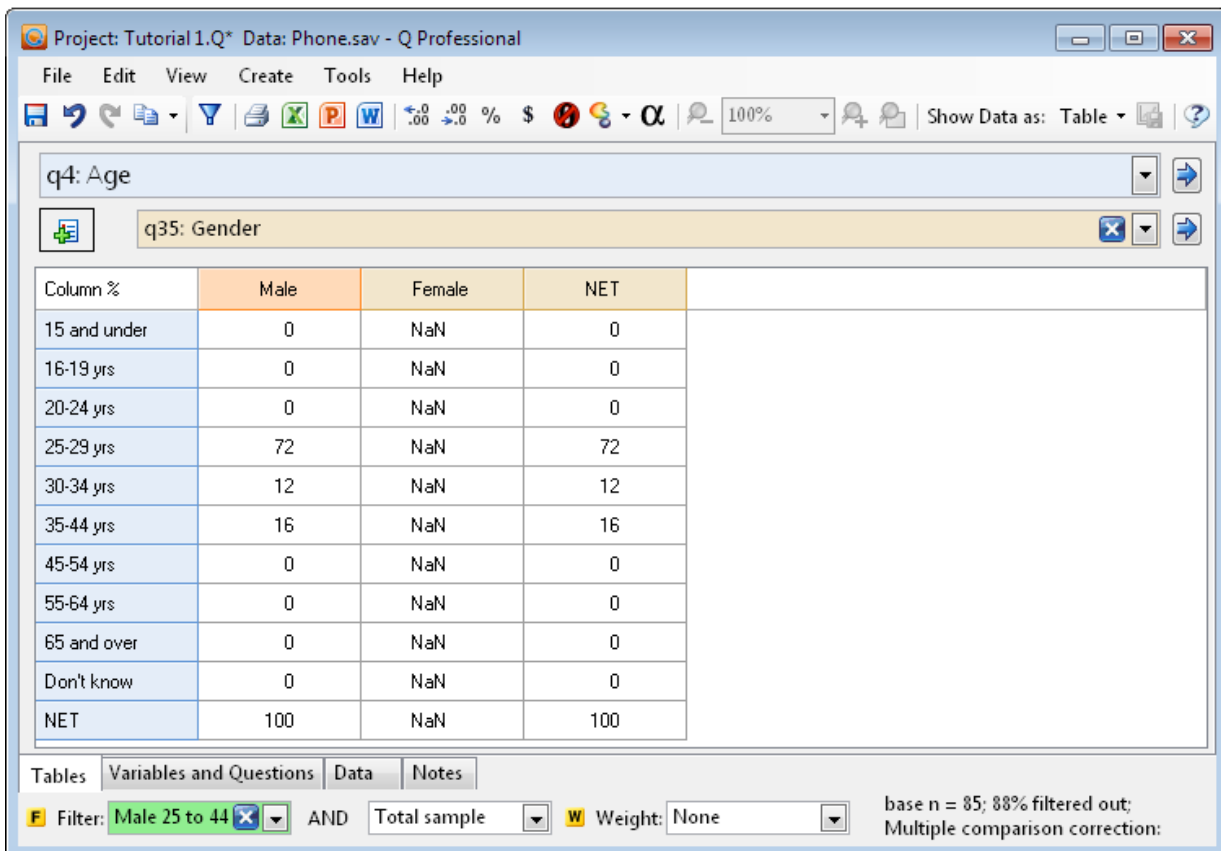 Project: Tutorial 1.Q* Data: Phone.sav - Q Professional
File Edit View Create Tools Help
% $ α 100% Show Data as: Table
q4: Age
q35: Gender
Column % Male Female NET
15 and under 0 NaN 0
16-19 yrs 0 NaN 0
20-24 yrs 0 NaN 0
25-29 yrs 72 NaN 72
30-34 yrs 12 NaN 12
35-44 yrs 16 NaN 16
45-54 yrs 0 NaN 0
55-64 yrs 0 NaN 0
65 and over 0 NaN 0
Don't know 0 NaN 0
NET 100 NaN 100
Tables Variables and Questions Data Notes
F Filter: Male 25 to 44 AND Total sample W Weight: None
base n = 85; 88% filtered out;
Multiple comparison correction: